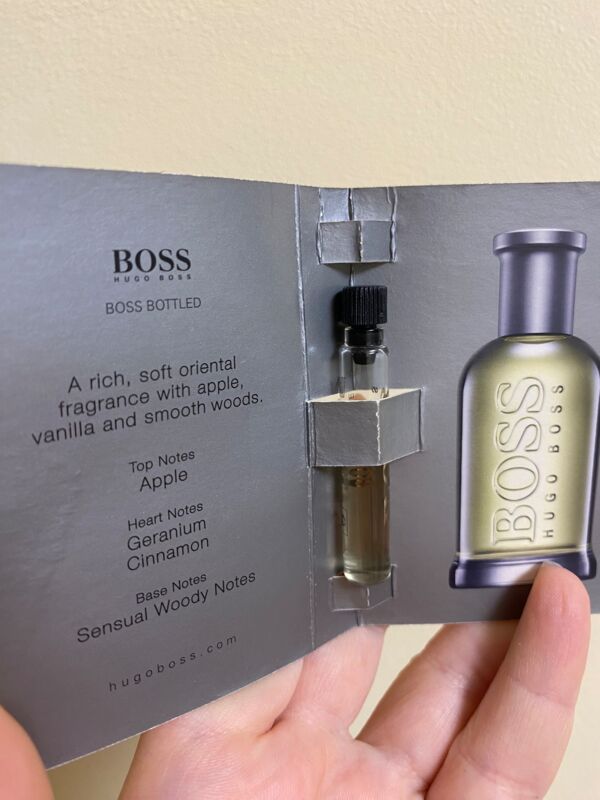 BOSS
HUGO BOSS
BOSS BOTTLED
A rich, soft oriental
fragrance with apple,
vanilla and smooth woods.
Top Notes
Apple
Heart Notes
Geranium
Cinnamon
Base Notes
Sensual Woody Notes
hugoboss.com
BOSS
HUGO BOSS